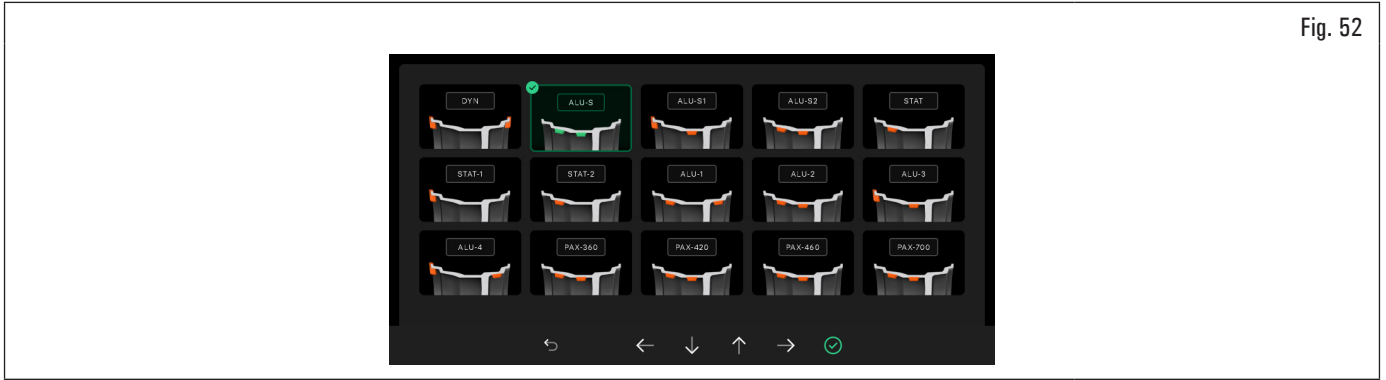 Fig. 52
DYN
ALU-S
ALU-S1
ALU-S2
STAT
STAT-1
STAT-2
ALU-1
ALU-2
ALU-3
ALU-4
PAX-360
PAX-420
PAX-460
PAX-700